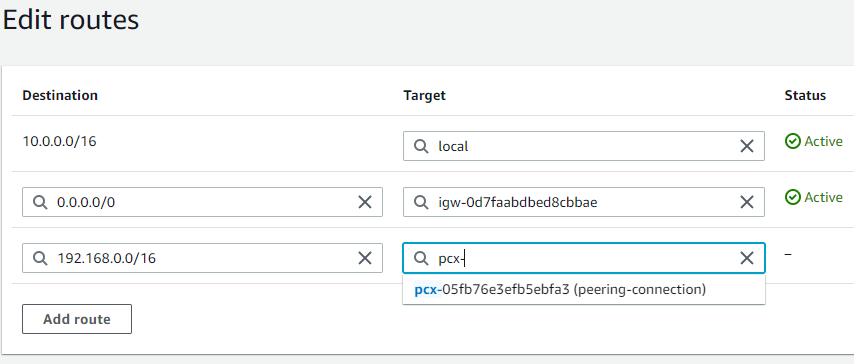 Edit routes
Destination Target Status
10.0.0.0/16 local Active
0.0.0.0/0 igw-0d7faabdbed8cbbae Active
192.168.0.0/16 pcx- –
pcx-05fb76e3efb5ebfa3 (peering-connection)
Add route